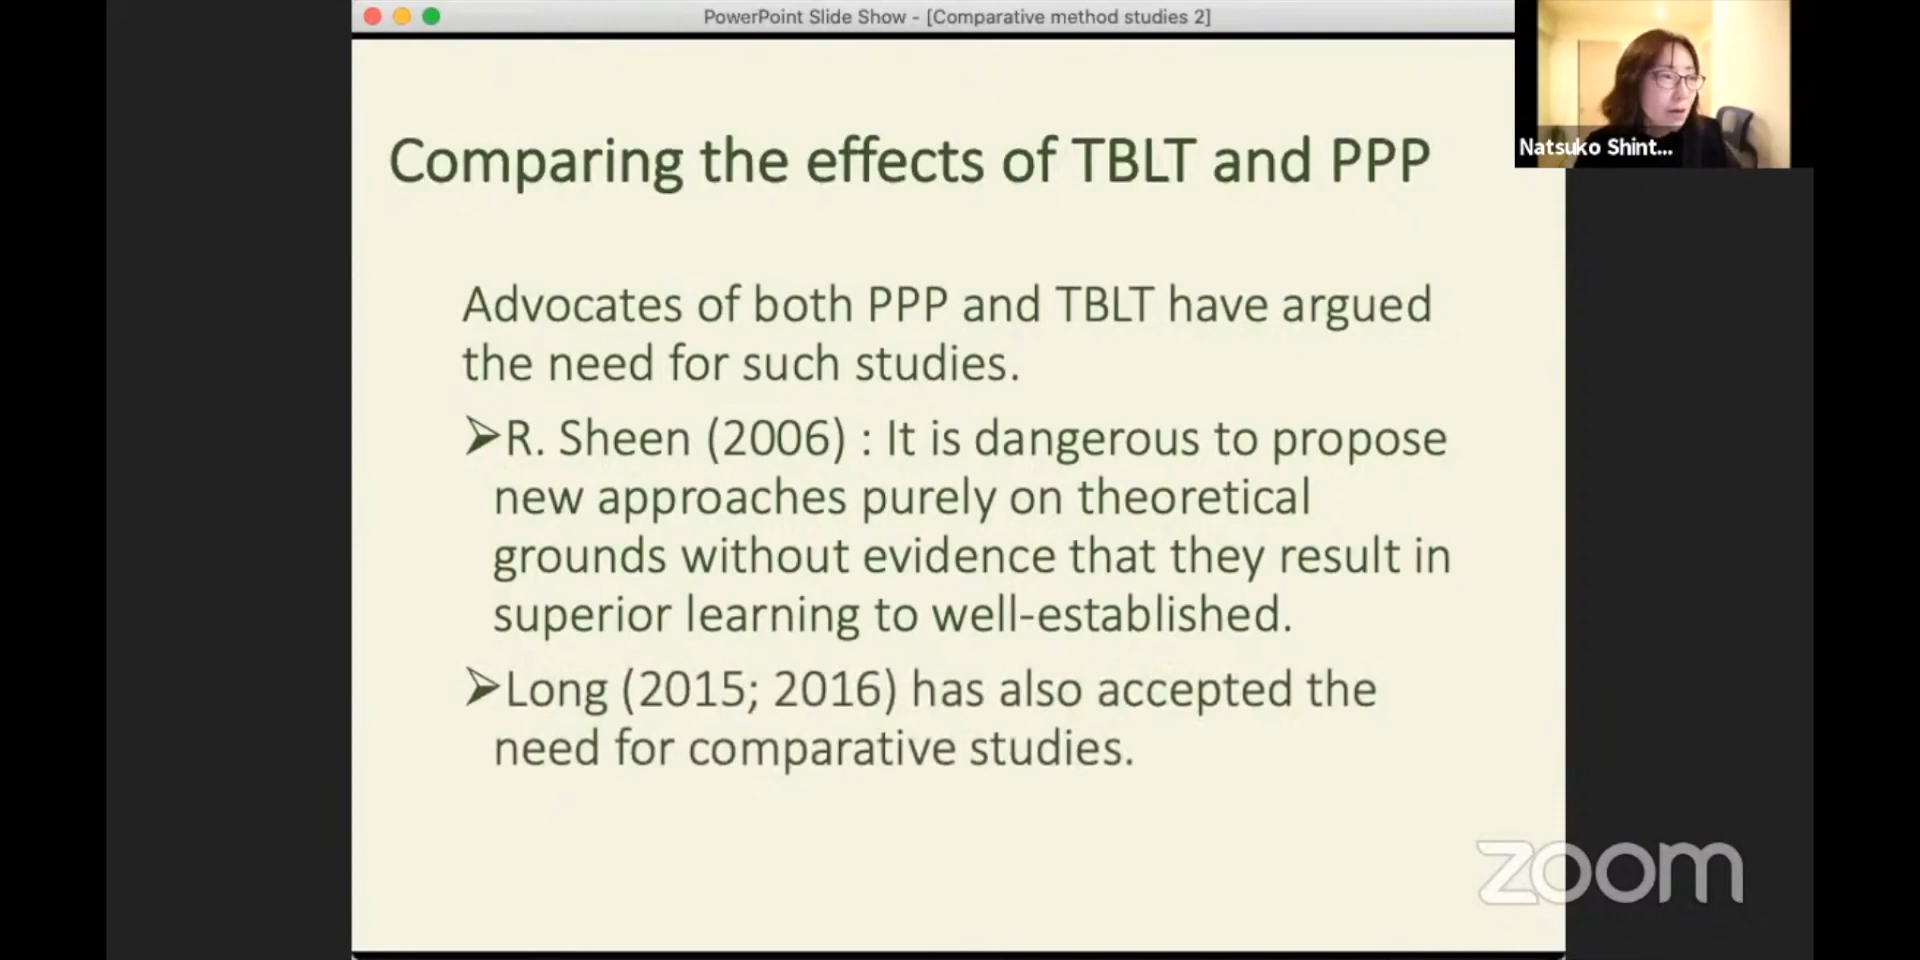 PowerPoint Slide Show - [Comparative method studies 2]
Natsuko Shint...
Comparing the effects of TBLT and PPP
Advocates of both PPP and TBLT have argued
the need for such studies.
➢R. Sheen (2006) : It is dangerous to propose
new approaches purely on theoretical
grounds without evidence that they result in
superior learning to well-established.
➢Long (2015; 2016) has also accepted the
need for comparative studies.
zoom